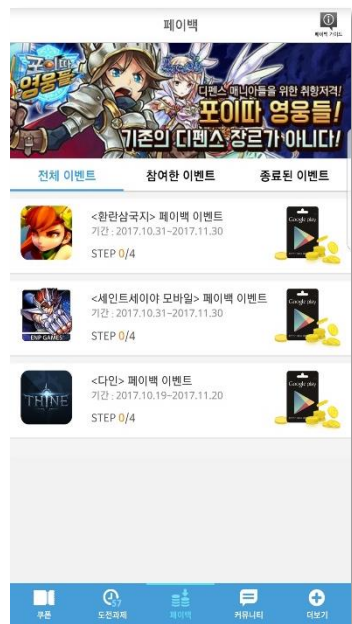 페이백
페이백 가이드
포이따
영웅들
디펜스 매니아들을 위한 취향저격!
포이따 영웅들!
기존의 디펜스 장르가 아니다!
전체 이벤트 참여한 이벤트 종료된 이벤트
<환란삼국지> 페이백 이벤트
기간 : 2017.10.31~2017.11.30
STEP 0/4
Google play
<세인트세이야 모바일> 페이백 이벤트
기간 : 2017.10.31~2017.11.30
STEP 0/4
ENP GAMES
Google play
<다인> 페이백 이벤트
기간 : 2017.10.19~2017.11.20
STEP 0/4
THINE
Google play
57
쿠폰 도전과제 페이백 커뮤니티 더보기